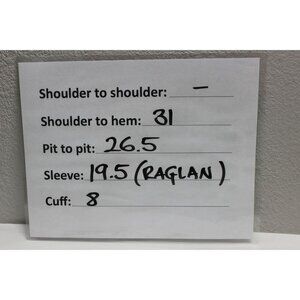 Shoulder to shoulder: -
Shoulder to hem: 31
Pit to pit: 26.5
Sleeve: 19.5 (RAGLAN)
Cuff: 8